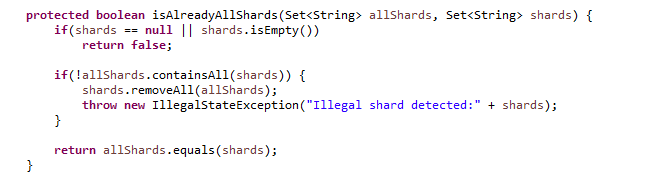 protected boolean isAlreadyAllShards(Set<String> allShards, Set<String> shards) {
    if(shards == null || shards.isEmpty())
        return false;

    if(!allShards.containsAll(shards)) {
        shards.removeAll(allShards);
        throw new IllegalStateException("Illegal shard detected:" + shards);
    }

    return allShards.equals(shards);
}